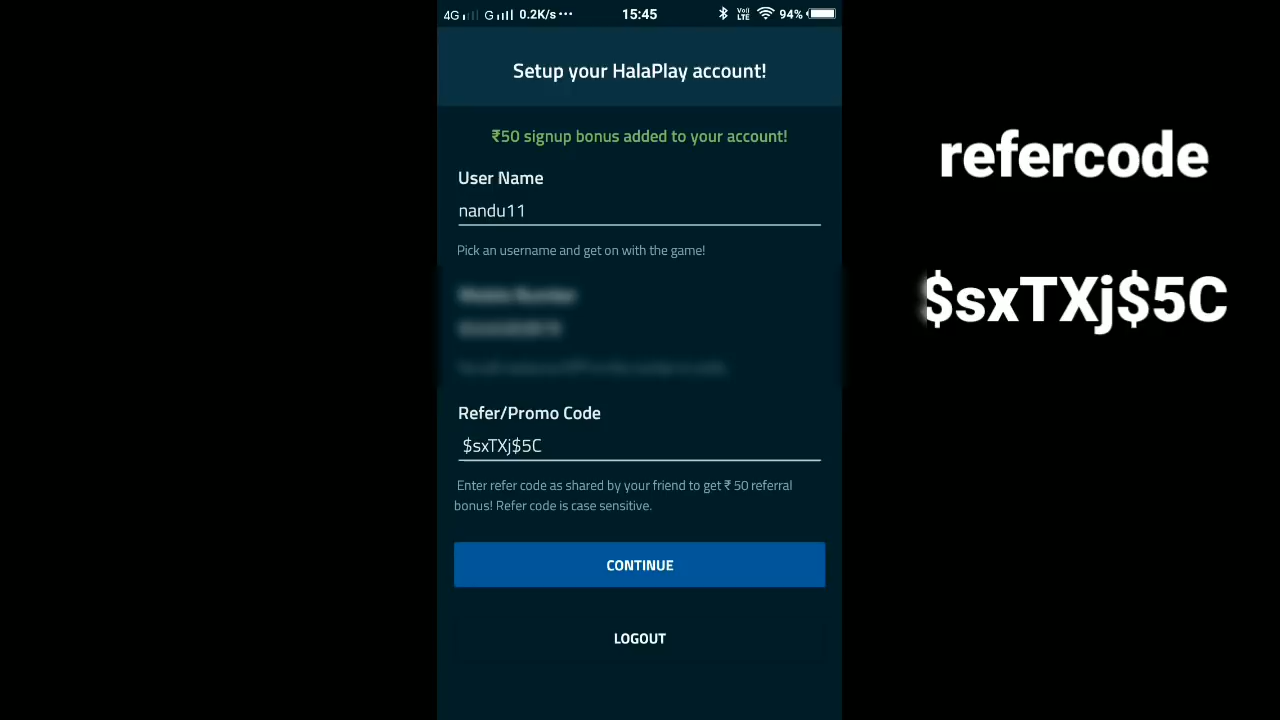 4G G 0.2K/s ••• 15:45 VoLTE 94%
Setup your HalaPlay account!
₹50 signup bonus added to your account!
User Name
nandu11
Pick an username and get on with the game!
Refer/Promo Code
$sxTXj$5C
Enter refer code as shared by your friend to get ₹ 50 referral
bonus! Refer code is case sensitive.
CONTINUE
LOGOUT
refercode
$sxTXj$5C